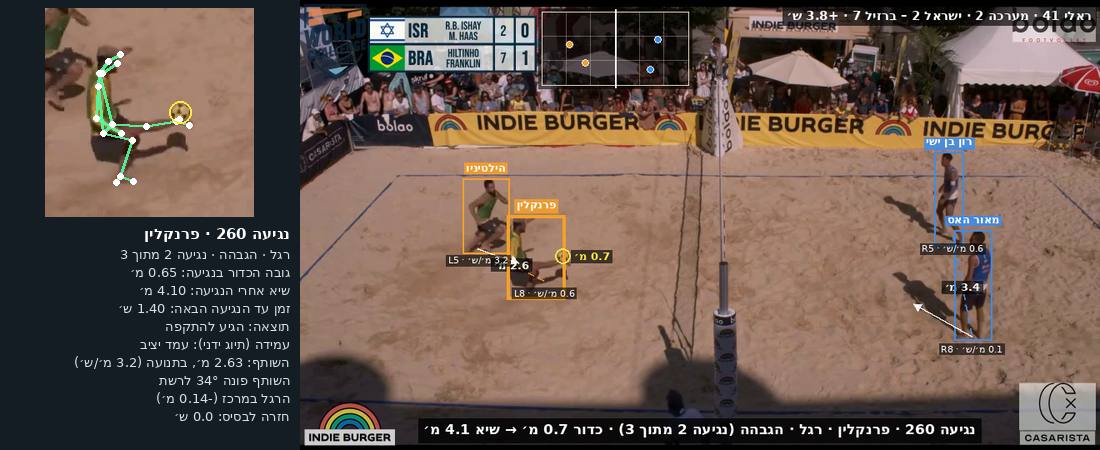 ראלי 41 · מערכה 2 · ישראל 2 – ברזיל 7 · +3.8 ש׳
ISR R.B. ISHAY M. HAAS 2 0
BRA HILTINHO FRANKLIN 7 1
INDIE BURGER
bolao
FOOTVOLLEY
CASARISTA
bolao
INDIE BURGER
INDIE BURGER
bolao
INDIE BURGER
הילטיניו
פרנקלין
רון בן ישי
מאור האס
L5 · 3.2 מ׳/ש׳
2.6 מ׳
0.7 מ׳
L8 · 0.6 מ׳/ש׳
R5 · 0.6 מ׳/ש׳
3.4 מ׳
R8 · 0.1 מ׳/ש׳
נגיעה 260 · פרנקלין
רגל · הגבהה · נגיעה 2 מתוך 3
גובה הכדור בנגיעה: 0.65 מ׳
שיא אחרי הנגיעה: 4.10 מ׳
זמן עד הנגיעה הבאה: 1.40 ש׳
תוצאה: הגיע להתקפה
עמידה (תיוג ידני): עמד יציב
השותף: 2.63 מ׳, בתנועה (3.2 מ׳/ש׳)
השותף פונה 34° לרשת
הרגל במרכז (-0.14 מ׳)
חזרה לבסיס: 0.0 ש׳
נגיעה 260 · פרנקלין · רגל · הגבהה (נגיעה 2 מתוך 3) · כדור 0.7 מ׳ → שיא 4.1 מ׳
INDIE BURGER
CASARISTA